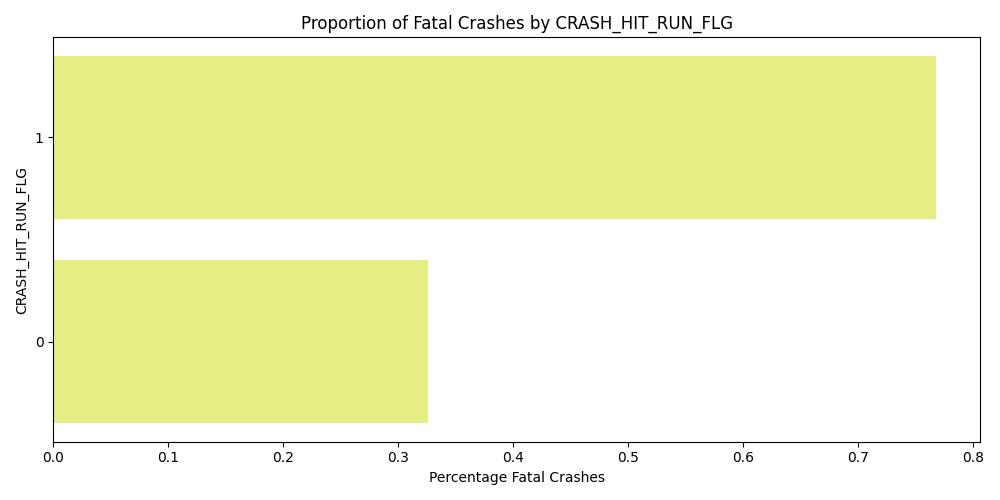 Proportion of Fatal Crashes by CRASH_HIT_RUN_FLG
CRASH_HIT_RUN_FLG
1
0
0.0 0.1 0.2 0.3 0.4 0.5 0.6 0.7 0.8
Percentage Fatal Crashes